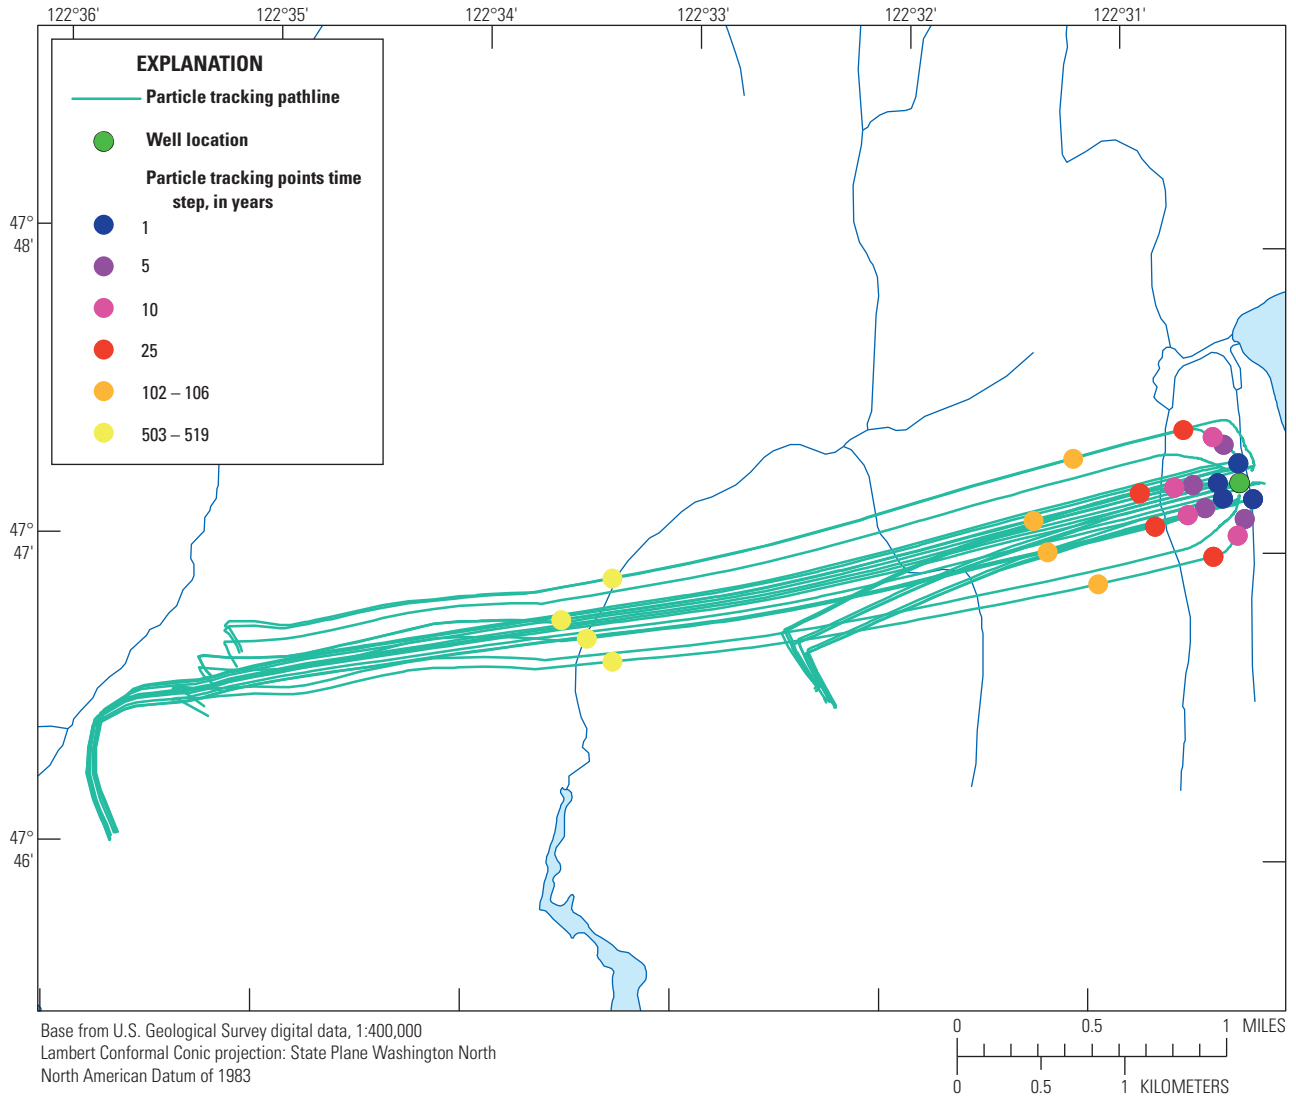 122°36' 122°35' 122°34' 122°33' 122°32' 122°31'
EXPLANATION
Particle tracking pathline
Well location
Particle tracking points time
step, in years
1
5
10
25
102 – 106
503 – 519
47°
48'
47°
47'
47°
46'
Base from U.S. Geological Survey digital data, 1:400,000
Lambert Conformal Conic projection: State Plane Washington North
North American Datum of 1983
0 0.5 1 MILES
0 0.5 1 KILOMETERS